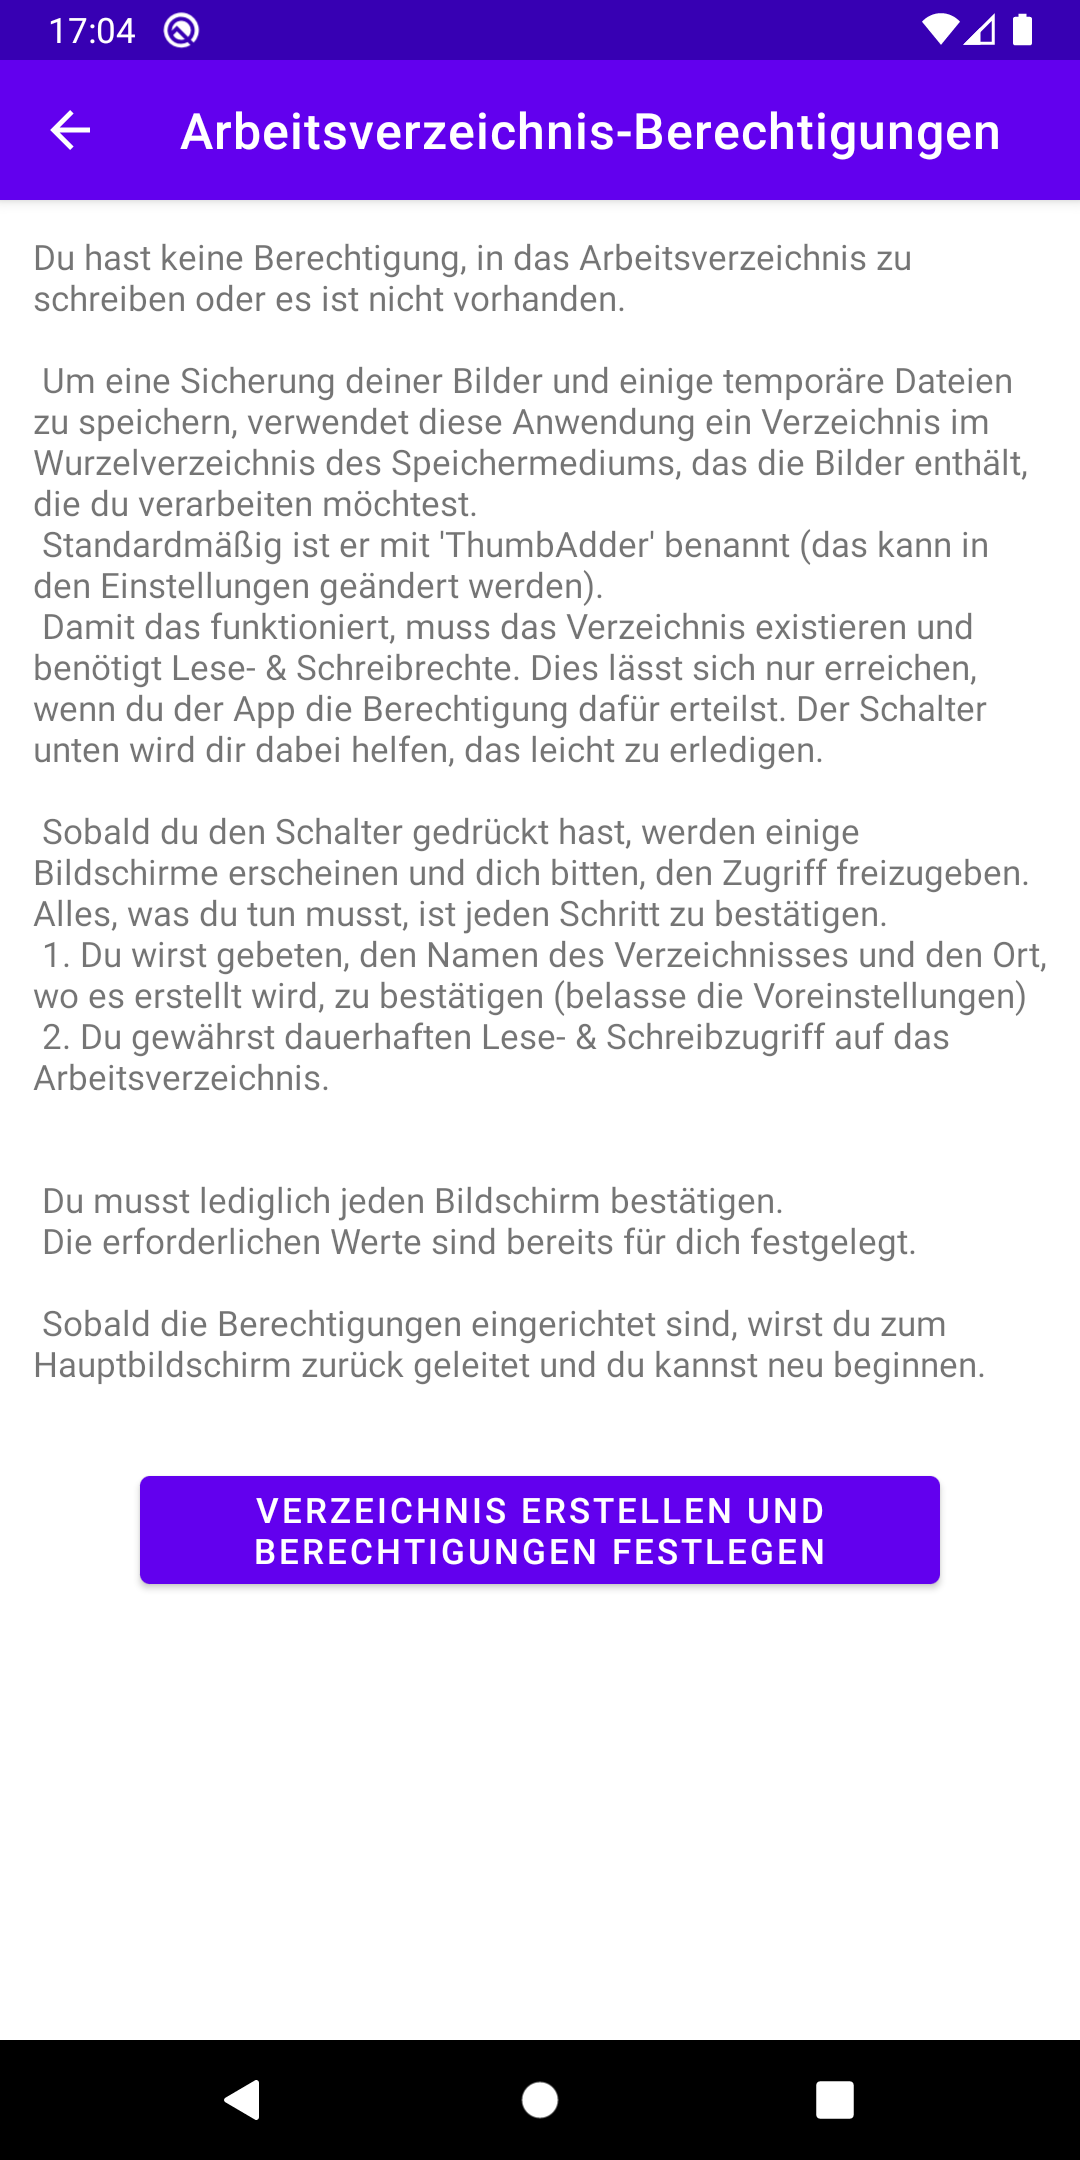 17:04
Arbeitsverzeichnis-Berechtigungen
Du hast keine Berechtigung, in das Arbeitsverzeichnis zu
schreiben oder es ist nicht vorhanden.
Um eine Sicherung deiner Bilder und einige temporäre Dateien
zu speichern, verwendet diese Anwendung ein Verzeichnis im
Wurzelverzeichnis des Speichermediums, das die Bilder enthält,
die du verarbeiten möchtest.
Standardmäßig ist er mit 'ThumbAdder' benannt (das kann in
den Einstellungen geändert werden).
Damit das funktioniert, muss das Verzeichnis existieren und
benötigt Lese- & Schreibrechte. Dies lässt sich nur erreichen,
wenn du der App die Berechtigung dafür erteilst. Der Schalter
unten wird dir dabei helfen, das leicht zu erledigen.
Sobald du den Schalter gedrückt hast, werden einige
Bildschirme erscheinen und dich bitten, den Zugriff freizugeben.
Alles, was du tun musst, ist jeden Schritt zu bestätigen.
1. Du wirst gebeten, den Namen des Verzeichnisses und den Ort,
wo es erstellt wird, zu bestätigen (belasse die Voreinstellungen)
2. Du gewährst dauerhaften Lese- & Schreibzugriff auf das
Arbeitsverzeichnis.
Du musst lediglich jeden Bildschirm bestätigen.
Die erforderlichen Werte sind bereits für dich festgelegt.
Sobald die Berechtigungen eingerichtet sind, wirst du zum
Hauptbildschirm zurück geleitet und du kannst neu beginnen.
VERZEICHNIS ERSTELLEN UND
BERECHTIGUNGEN FESTLEGEN